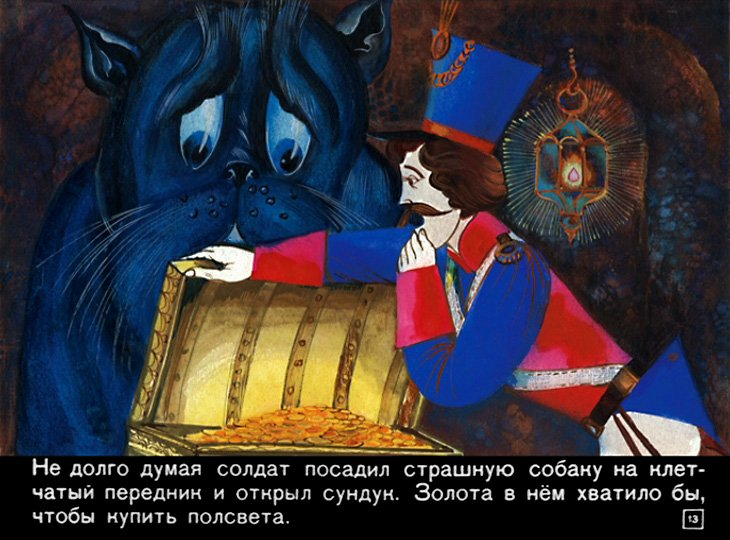 Не долго думая солдат посадил страшную собаку на клет-
чатый передник и открыл сундук. Золота в нём хватило бы,
чтобы купить полсвета.
13